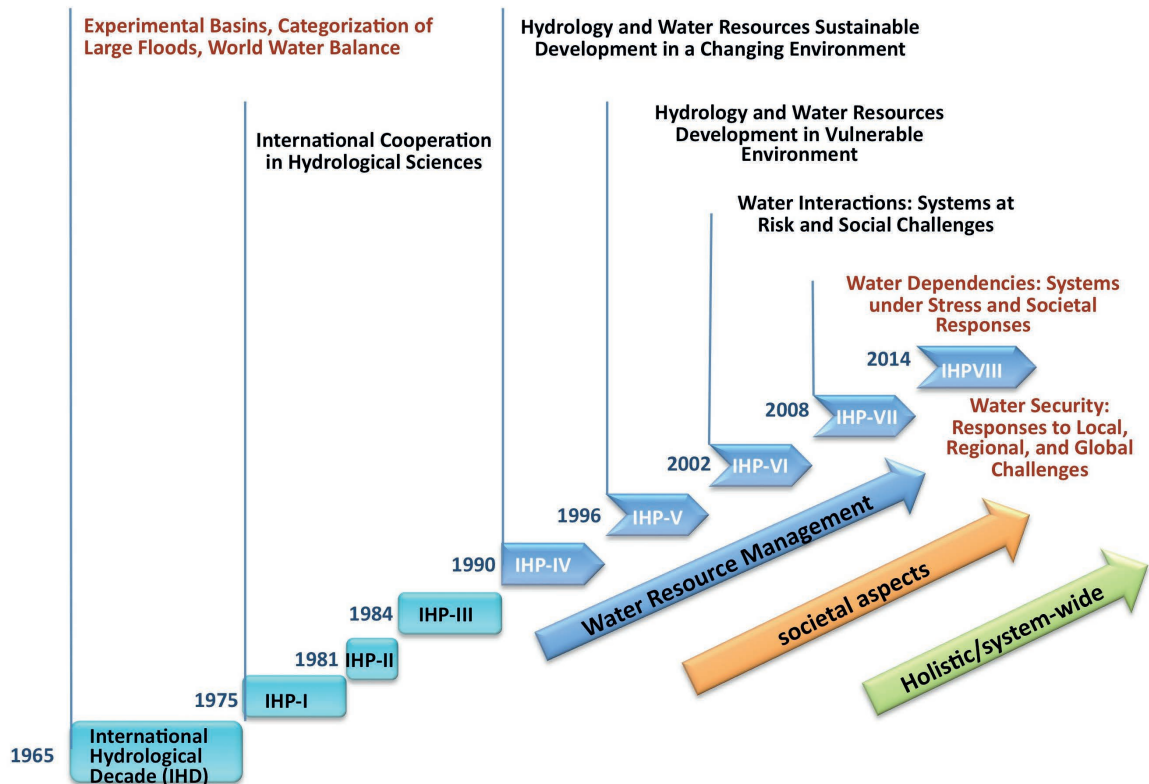 Experimental Basins, Categorization of
Large Floods, World Water Balance
Hydrology and Water Resources Sustainable
Development in a Changing Environment
International Cooperation
in Hydrological Sciences
Hydrology and Water Resources
Development in Vulnerable
Environment
Water Interactions: Systems at
Risk and Social Challenges
Water Dependencies: Systems
under Stress and Societal
Responses
2014
IHPVIII
Water Security:
Responses to Local,
Regional, and Global
Challenges
2008
IHP-VII
2002
IHP-VI
1996
IHP-V
1990
IHP-IV
1984
IHP-III
1981
IHP-II
1975
IHP-I
1965
International
Hydrological
Decade (IHD)
Water Resource Management
societal aspects
Holistic/system-wide